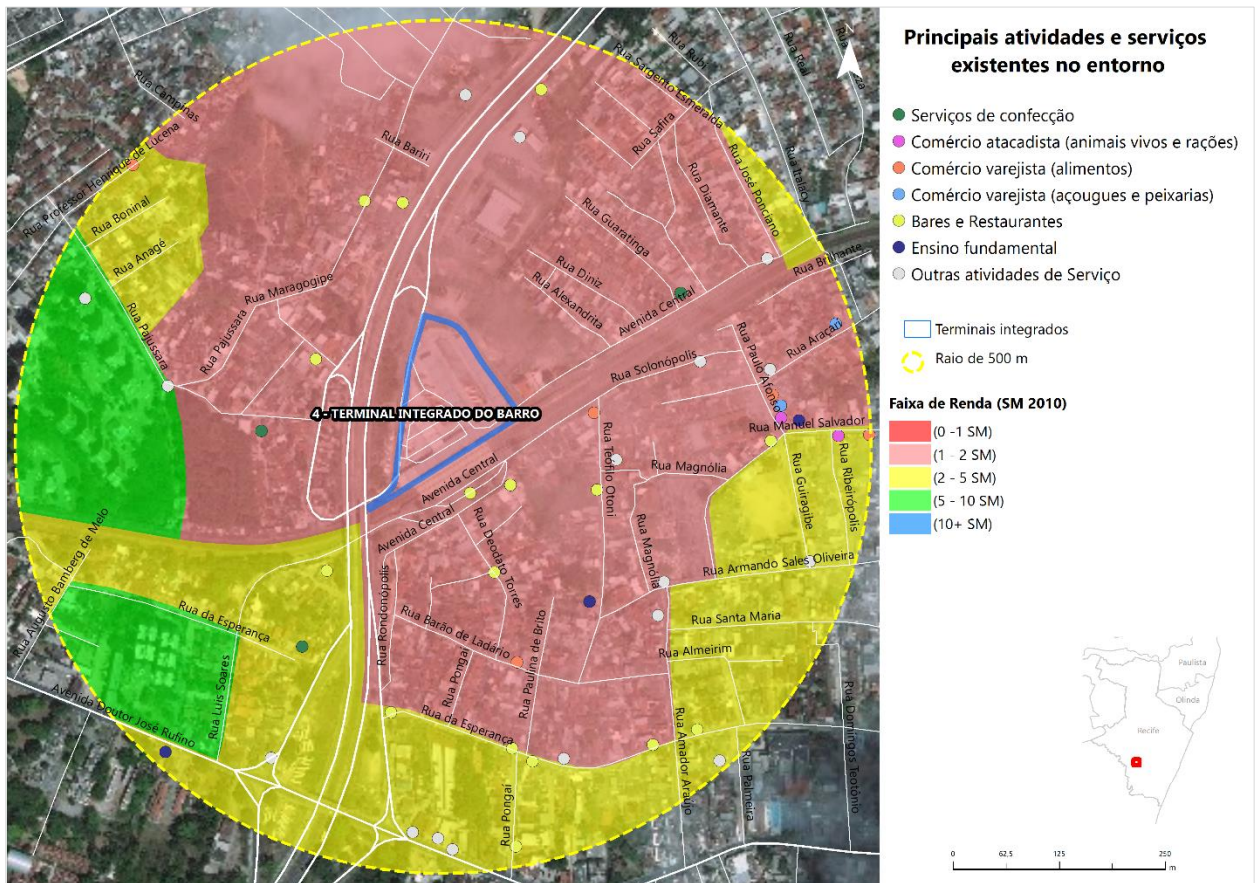 Principais atividades e serviços
existentes no entorno
Serviços de confecção
Comércio atacadista (animais vivos e rações)
Comércio varejista (alimentos)
Comércio varejista (açougues e peixarias)
Bares e Restaurantes
Ensino fundamental
Outras atividades de Serviço
Terminais integrados
Raio de 500 m
Faixa de Renda (SM 2010)
(0 -1 SM)
(1 - 2 SM)
(2 - 5 SM)
(5 - 10 SM)
(10+ SM)
Paulista
Olinda
Recife
0 62,5 125 250
m
Rua Campinas
Rua Professor Henrique de Lucena
Rua Boninal
Rua Anagé
Rua Pajussara
Rua Pajussara
Rua Maragogipe
Rua Bariri
Rua Sargento Esmeralda
Rua Rubi
Rua Real
Rua Safira
Rua Diamante
Rua José Ponciano
Rua Italacy
Rua Guaratinga
Rua Diniz
Rua Alexandrita
Avenida Central
Rua Brilhante
Rua Araçari
Rua Paulo Afonso
Rua Solonópolis
4 - TERMINAL INTEGRADO DO BARRO
Rua Manuel Salvador
Rua Teófilo Otoni
Rua Magnólia
Rua Guiragibe
Rua Ribeirópolis
Avenida Central
Avenida Central
Rua Deodato Torres
Rua Magnólia
Rua Armando Sales Oliveira
Rua Augusto Bamberg de Melo
Rua da Esperança
Rua Rondonópolis
Rua Barão de Ladário
Rua Paulina de Brito
Rua Santa Maria
Rua Almeirim
Rua Pongaí
Rua Luis Soares
Avenida Doutor José Rufino
Rua da Esperança
Rua Amador Araújo
Rua Palmeira
Rua Domingos Teotônio
Rua Pongaí